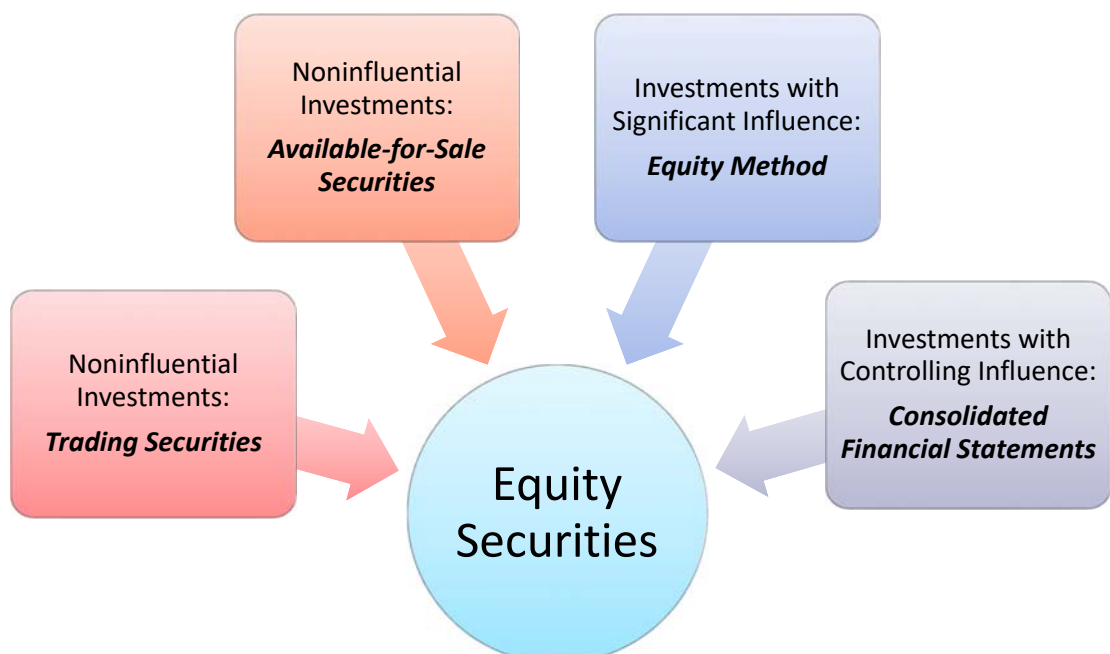 Noninfluential
Investments:
Available-for-Sale
Securities
Investments with
Significant Influence:
Equity Method
Noninfluential
Investments:
Trading Securities
Investments with
Controlling Influence:
Consolidated
Financial Statements
Equity
Securities